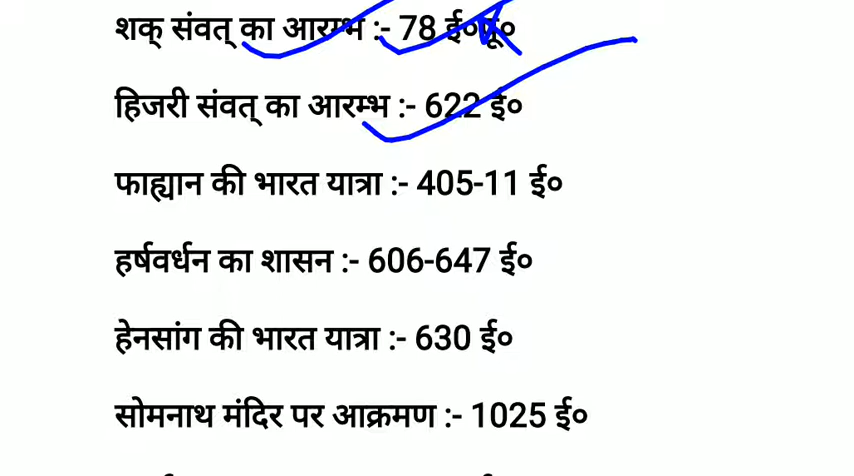 शक् संवत् का आरम्भ :- 78 ई०पू०
हिजरी संवत् का आरम्भ :- 622 ई०
फाह्यान की भारत यात्रा :- 405-11 ई०
हर्षवर्धन का शासन :- 606-647 ई०
हेनसांग की भारत यात्रा :- 630 ई०
सोमनाथ मंदिर पर आक्रमण :- 1025 ई०